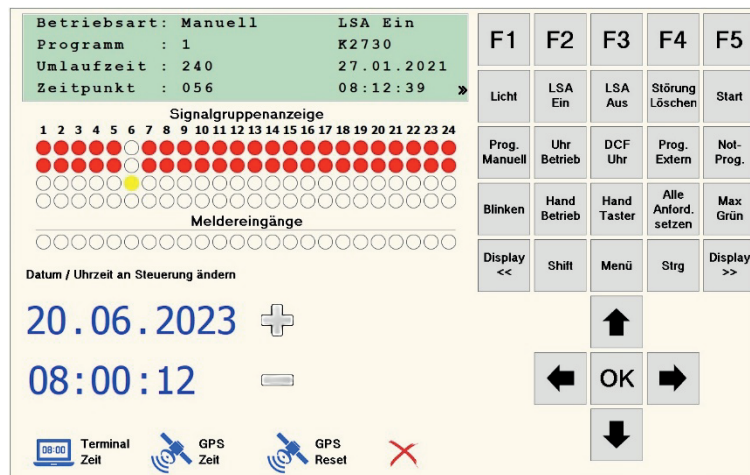 Betriebsart: Manuell LSA Ein
Programm : 1 K2730
Umlaufzeit : 240 27.01.2021
Zeitpunkt : 056 08:12:39 »
Signalgruppenanzeige
1 2 3 4 5 6 7 8 9 10 11 12 13 14 15 16 17 18 19 20 21 22 23 24
Meldereingänge
Datum / Uhrzeit an Steuerung ändern
20.06.2023
08:00:12
08:00 Terminal Zeit
GPS Zeit
GPS Reset
F1 F2 F3 F4 F5
Licht
LSA Ein
LSA Aus
Störung Löschen
Start
Prog. Manuell
Uhr Betrieb
DCF Uhr
Prog. Extern
Not-Prog.
Blinken
Hand Betrieb
Hand Taster
Alle Anford. setzen
Max Grün
Display <<
Shift
Menü
Strg
Display >>
OK